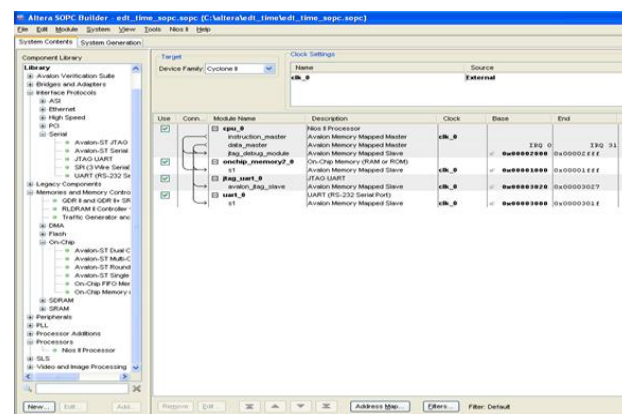 Altera SOPC Builder - edt_time_sopc.sopc (C:\altera\edt_time\edt_time_sopc.sopc)
File Edit Module System View Tools Nios II Help
System Contents System Generation
Component Library
Library
Avalon Verification Suite
Bridges and Adapters
Interface Protocols
ASI
Ethernet
High Speed
PCI
Serial
Avalon-ST JTAG
Avalon-ST Serial
JTAG UART
SPI (3 Wire Serial)
UART (RS-232 Se
Legacy Components
Memories and Memory Contro
QDR II and QDR II+ SR
RLDRAM II Controller
Traffic Generator and
DMA
Flash
On-Chip
Avalon-ST Dual C
Avalon-ST Multi-C
Avalon-ST Round
Avalon-ST Single
On-Chip FIFO Mer
On-Chip Memory
SDRAM
SRAM
Peripherals
PLL
Processor Additions
Processors
Nios II Processor
SLS
Video and Image Processing
New... Edit... Add...
Target
Device Family: Cyclone II
Clock Settings
Name Source
clk_0 External
Use Conn... Module Name Description Clock Base End
cpu_0 Nios II Processor
instruction_master Avalon Memory Mapped Master clk_0
data_master Avalon Memory Mapped Master IRQ 0 IRQ 31
jtag_debug_module Avalon Memory Mapped Slave 0x00002800 0x00002fff
onchip_memory2_0 On-Chip Memory (RAM or ROM)
s1 Avalon Memory Mapped Slave clk_0 0x00001fff
jtag_uart_0 JTAG UART
avalon_jtag_slave Avalon Memory Mapped Slave clk_0 0x00003020 0x00003027
uart_0 UART (RS-232 Serial Port)
s1 Avalon Memory Mapped Slave clk_0 0x00003000 0x0000301f
Remove Edit... Address Map... Filters... Filter: Default